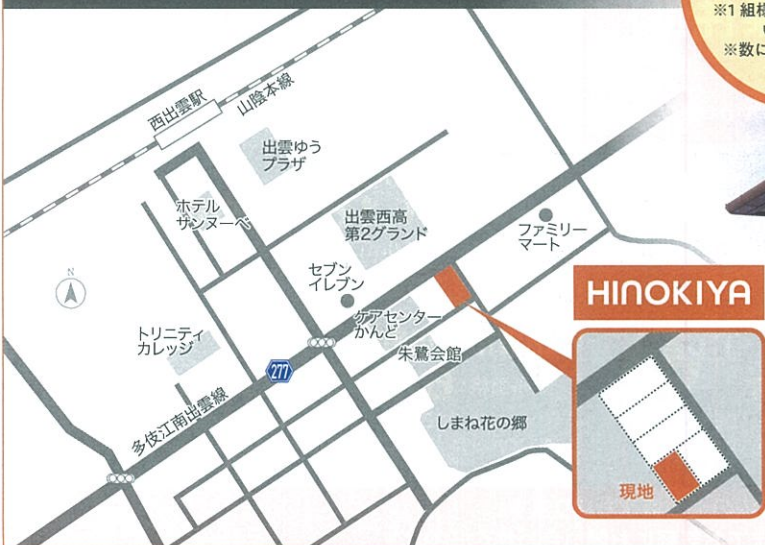 ※1 組様
※数に
西出雲駅
山陰本線
出雲ゆう
プラザ
ホテル
サンヌーベ
出雲西高
第2グランド
ファミリー
マート
セブン
イレブン
N
HINOKIYA
ケアセンター
かんど
トリニティ
カレッジ
朱鷺会館
277
しまね花の郷
多伎江南出雲線
現地